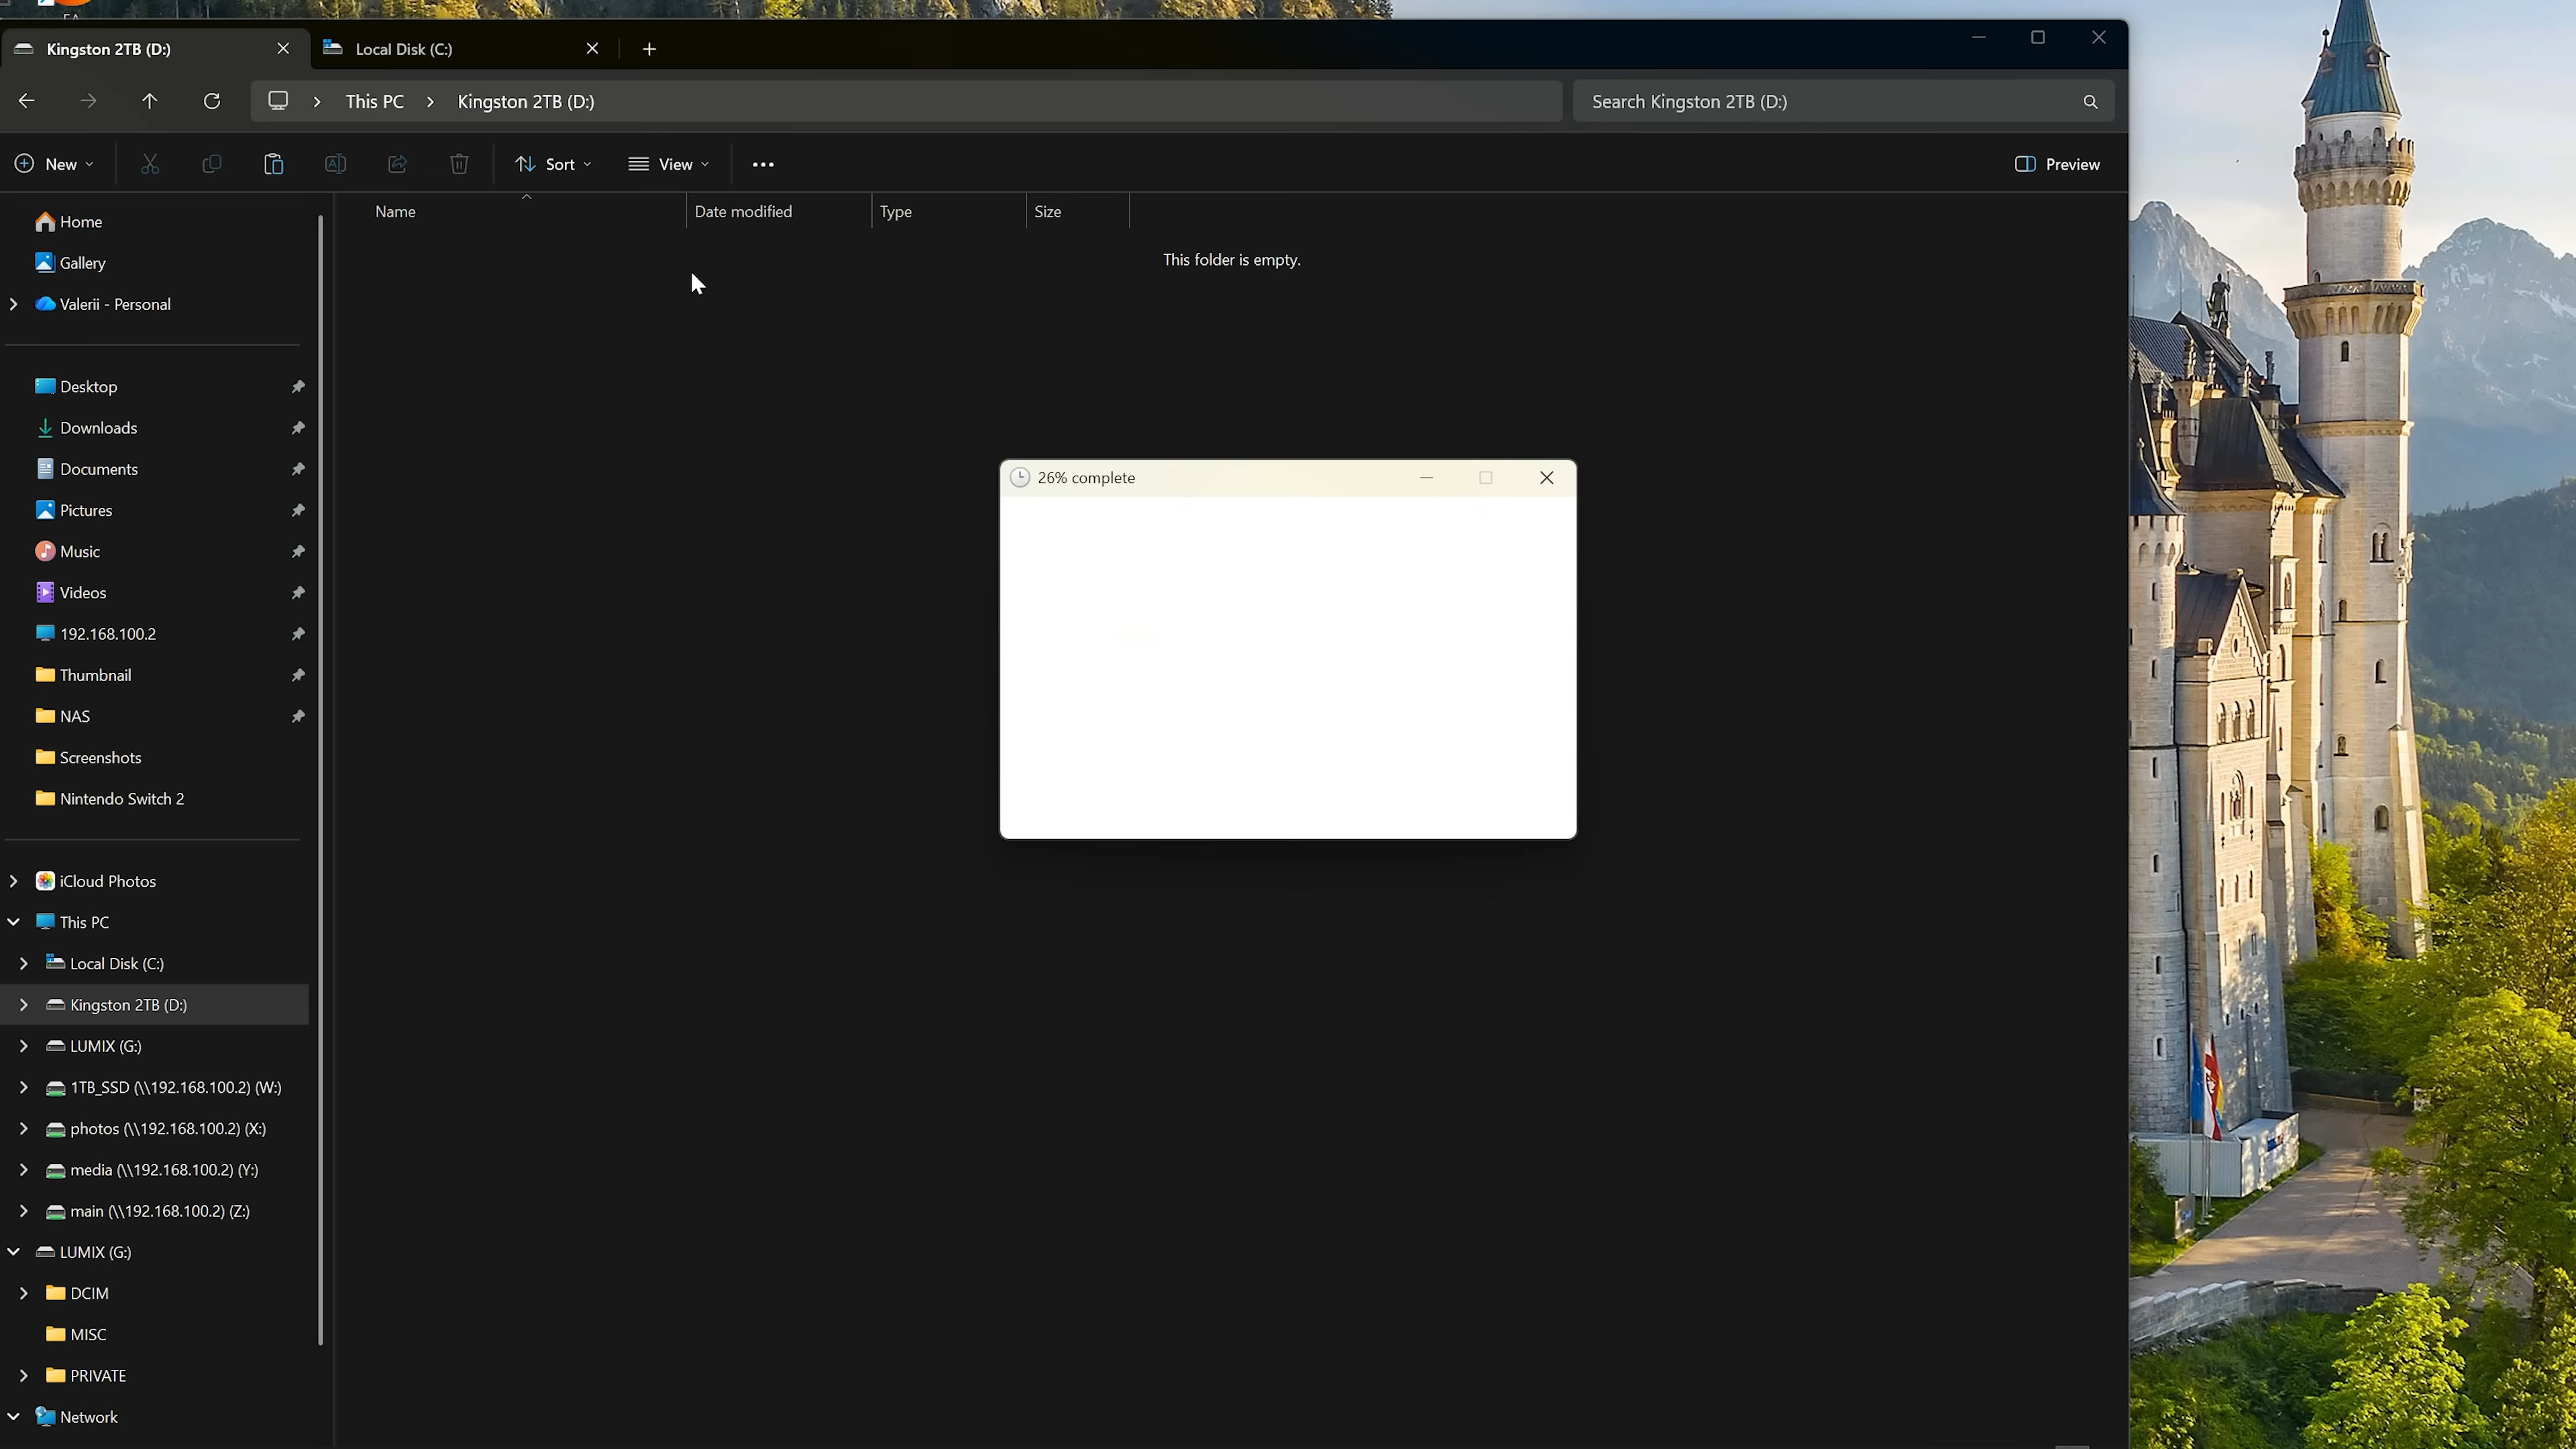 Kingston 2TB (D:)
Local Disk (C:)
This PC
Kingston 2TB (D:)
Search Kingston 2TB (D:)
New
Sort
View
Preview
Name
Date modified
Type
Size
This folder is empty.
26% complete
Home
Gallery
Valerii - Personal
Desktop
Downloads
Documents
Pictures
Music
Videos
192.168.100.2
Thumbnail
NAS
Screenshots
Nintendo Switch 2
iCloud Photos
This PC
Local Disk (C:)
Kingston 2TB (D:)
LUMIX (G:)
1TB_SSD (\\192.168.100.2) (W:)
photos (\\192.168.100.2) (X:)
media (\\192.168.100.2) (Y:)
main (\\192.168.100.2) (Z:)
LUMIX (G:)
DCIM
MISC
PRIVATE
Network